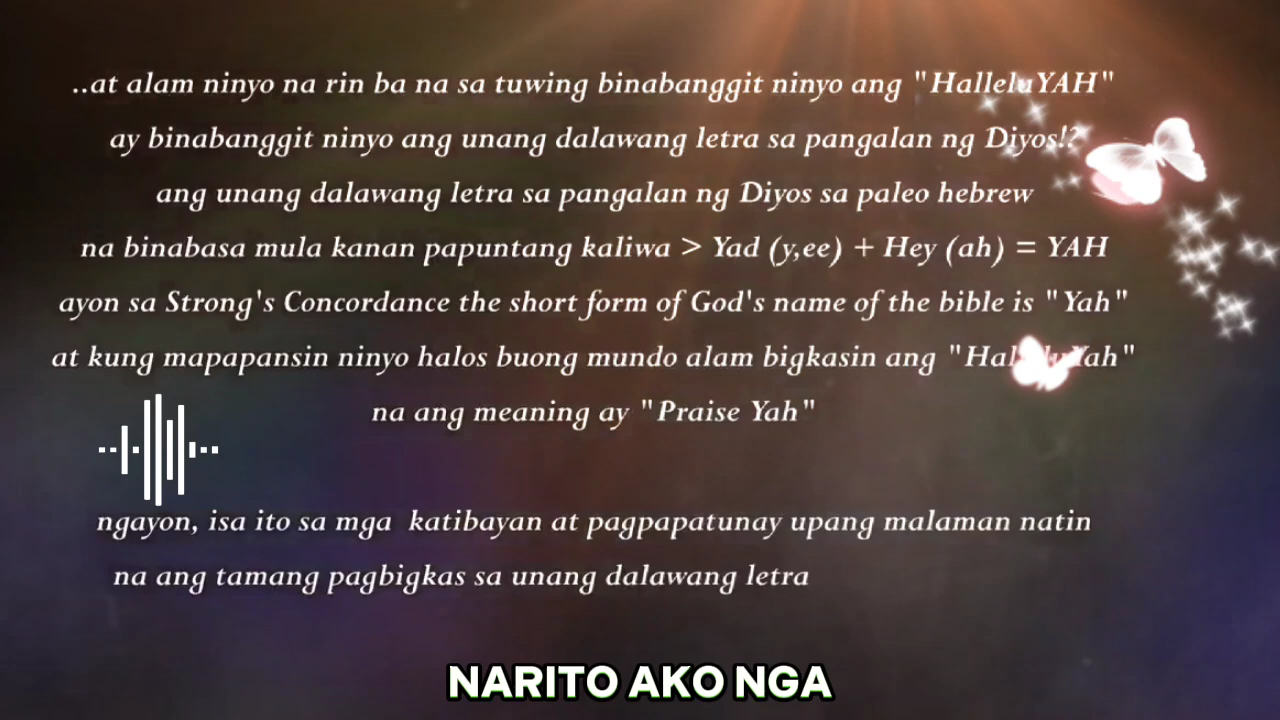 ..at alam ninyo na rin ba na sa tuwing binabanggit ninyo ang "HalleluYAH"
ay binabanggit ninyo ang unang dalawang letra sa pangalan ng Diyos!?
ang unang dalawang letra sa pangalan ng Diyos sa paleo hebrew
na binabasa mula kanan papuntang kaliwa > Yad (y,ee) + Hey (ah) = YAH
ayon sa Strong's Concordance the short form of God's name of the bible is "Yah"
at kung mapapansin ninyo halos buong mundo alam bigkasin ang "HalleluYah"
na ang meaning ay "Praise Yah"
ngayon, isa ito sa mga katibayan at pagpapatunay upang malaman natin
na ang tamang pagbigkas sa unang dalawang letra
NARITO AKO NGA